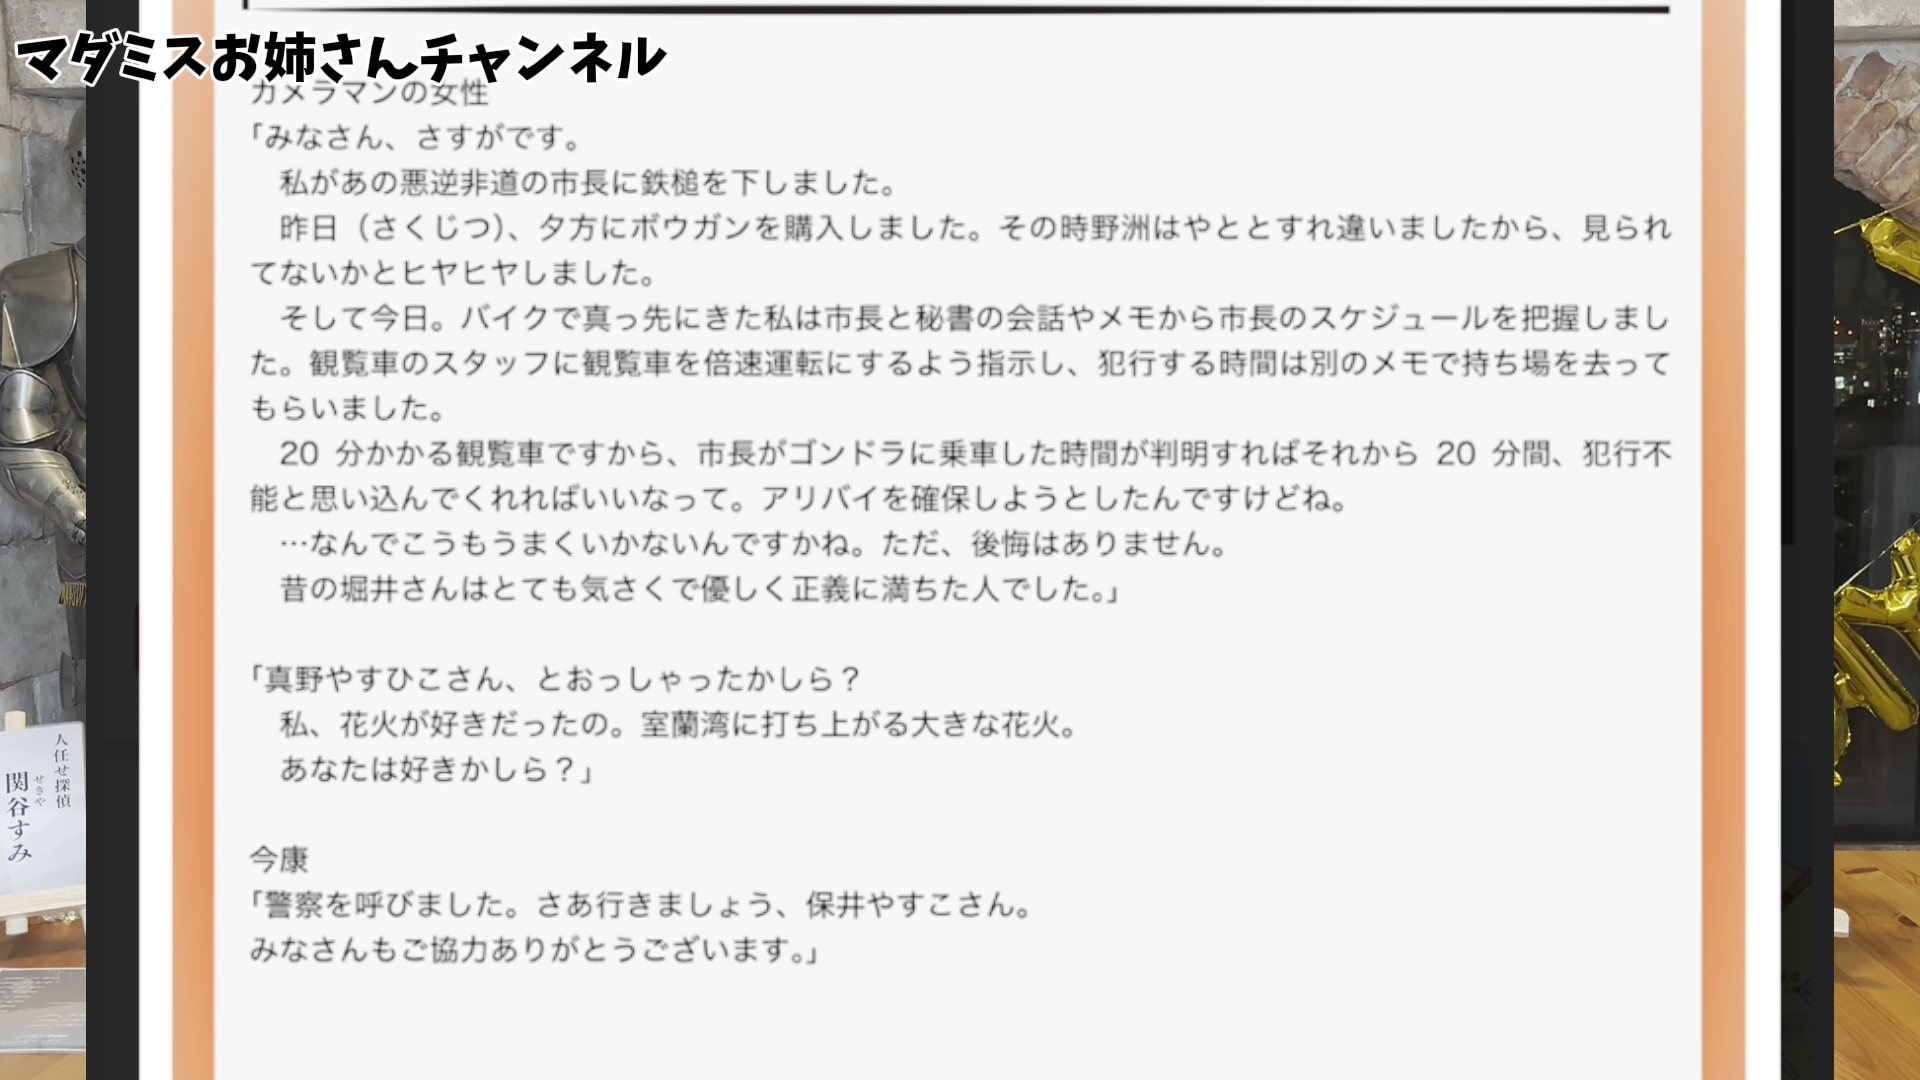 マダミスお姉さんチャンネル
カメラマンの女性
「みなさん、さすがです。
私があの悪逆非道の市長に鉄槌を下しました。
昨日（さくじつ）、夕方にボウガンを購入しました。その時野洲はやととすれ違いましたから、見られ
てないかとヒヤヒヤしました。
そして今日。バイクで真っ先にきた私は市長と秘書の会話やメモから市長のスケジュールを把握しまし
た。観覧車のスタッフに観覧車を倍速運転にするよう指示し、犯行する時間は別のメモで持ち場を去って
もらいました。
20 分かかる観覧車ですから、市長がゴンドラに乗車した時間が判明すればそれから 20 分間、犯行不
能と思い込んでくれればいいなって。アリバイを確保しようとしたんですけどね。
…なんでこうもうまくいかないんですかね。ただ、後悔はありません。
昔の堀井さんはとても気さくで優しく正義に満ちた人でした。」
「真野やすひこさん、とおっしゃったかしら？
私、花火が好きだったの。室蘭湾に打ち上がる大きな花火。
あなたは好きかしら？」
今康
「警察を呼びました。さあ行きましょう、保井やすこさん。
みなさんもご協力ありがとうございます。」
人任せ探偵
せきや
関谷すみ